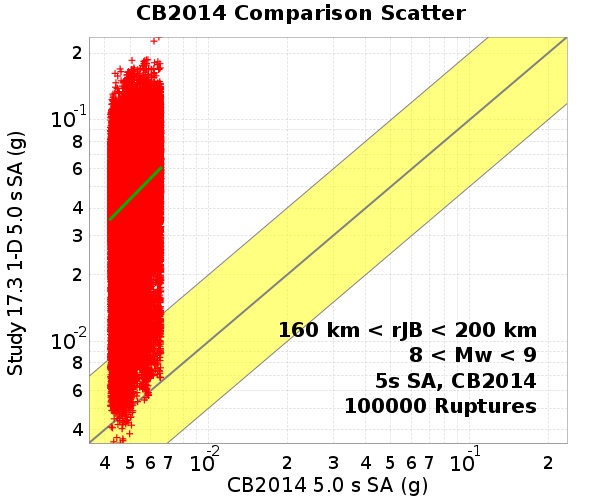 CB2014 Comparison Scatter
Study 17.3 1-D 5.0 s SA (g)
2
10-1
8
6
4
3
2
10-2
8
6
4
160 km < rJB < 200 km
8 < Mw < 9
5s SA, CB2014
100000 Ruptures
4 5 6 7 10-2 2 3 4 5 6 7 10-1 2
CB2014 5.0 s SA (g)